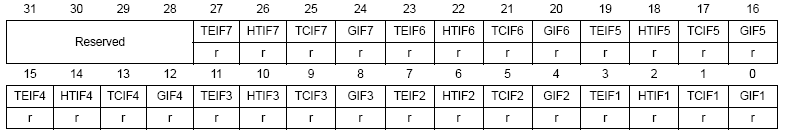 31 30 29 28 27 26 25 24 23 22 21 20 19 18 17 16
Reserved TEIF7 HTIF7 TCIF7 GIF7 TEIF6 HTIF6 TCIF6 GIF6 TEIF5 HTIF5 TCIF5 GIF5
r r r r r r r r r r r r
15 14 13 12 11 10 9 8 7 6 5 4 3 2 1 0
TEIF4 HTIF4 TCIF4 GIF4 TEIF3 HTIF3 TCIF3 GIF3 TEIF2 HTIF2 TCIF2 GIF2 TEIF1 HTIF1 TCIF1 GIF1
r r r r r r r r r r r r r r r r